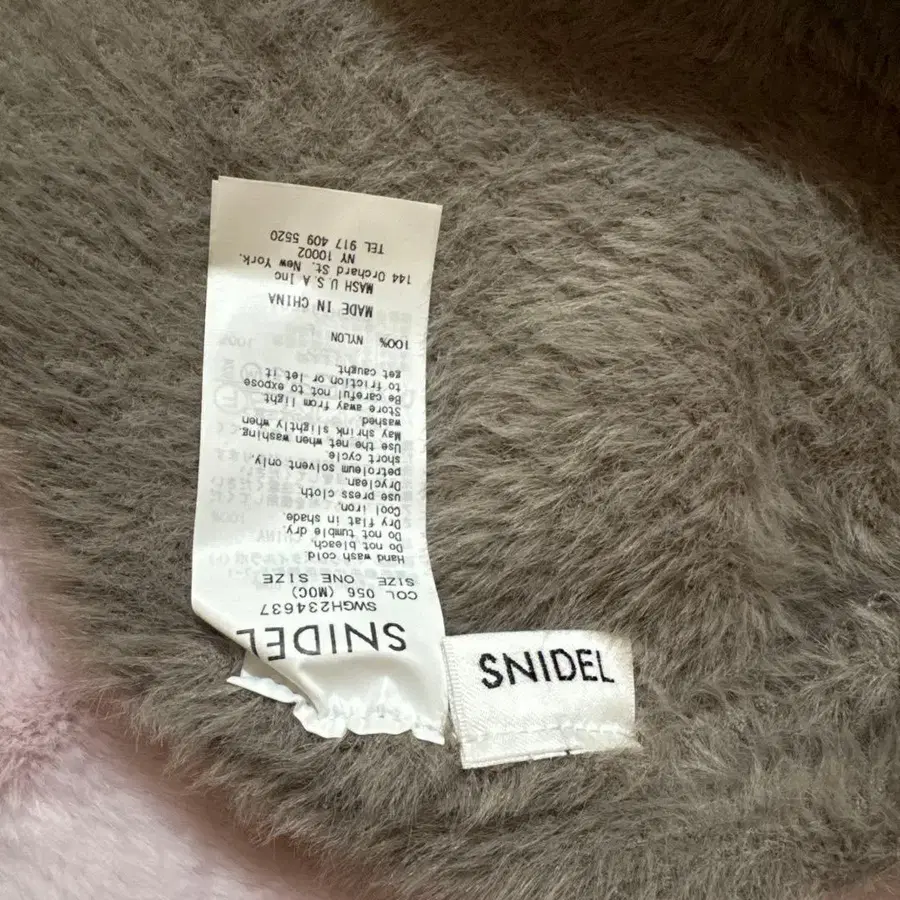 SNIDEL
SWGH234637
COL 056 (MOC)
SIZE ONE SIZE
Hand wash cold.
Do not bleach.
Do not tumble dry.
Dry flat in shade.
Cool iron.
use press cloth
Dryclean.
petroleum solvent only.
short cycle.
Use the net when washing.
May shrink slightly when
washed.
Store away from light.
Be careful not to expose
to friction or let it
get caught.
100% NYLON
MADE IN CHINA
MASH U S A Inc
144 Orchard St. New York.
NY 10002
TEL 917 409 5520
SNIDEL